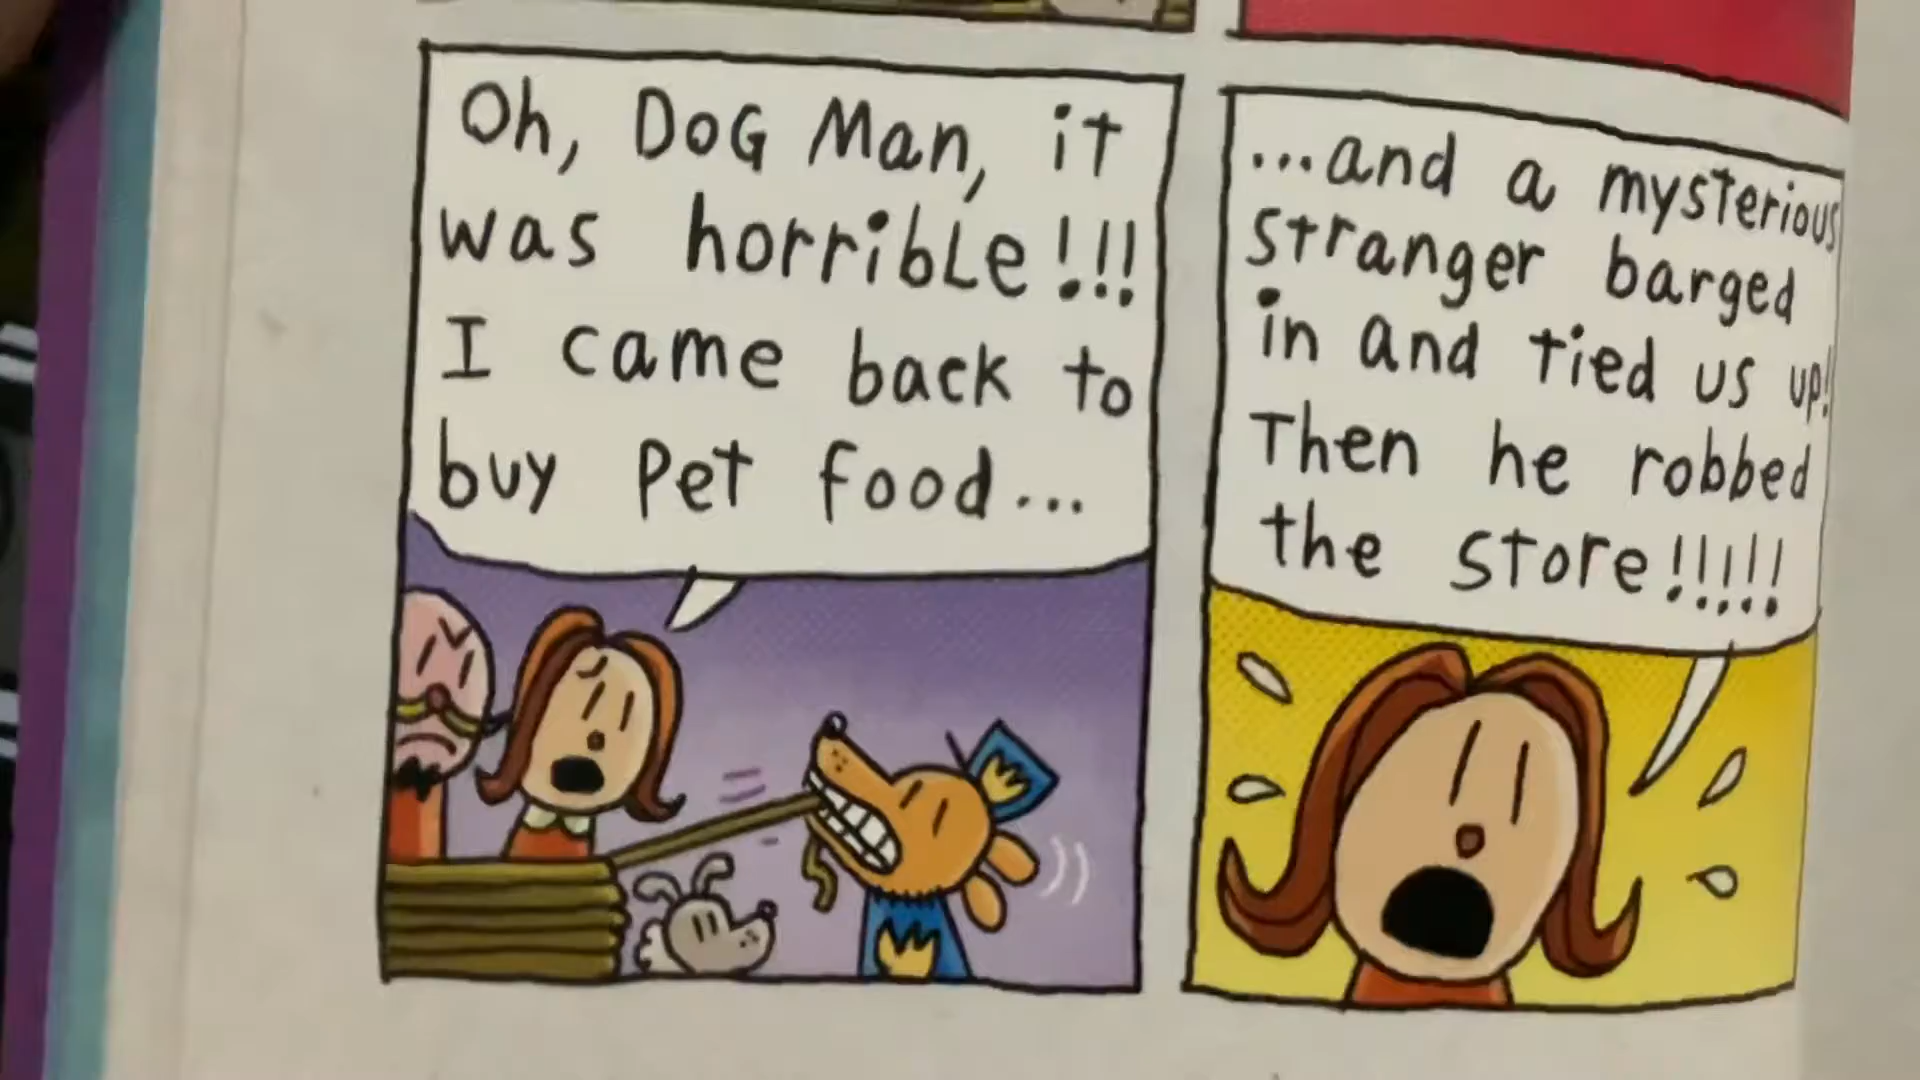 Oh, DOG Man, it
was horrible!!!
I came back to
buy Pet food...
...and a mysterious
stranger barged
in and tied us up!
Then he robbed
the store!!!!!